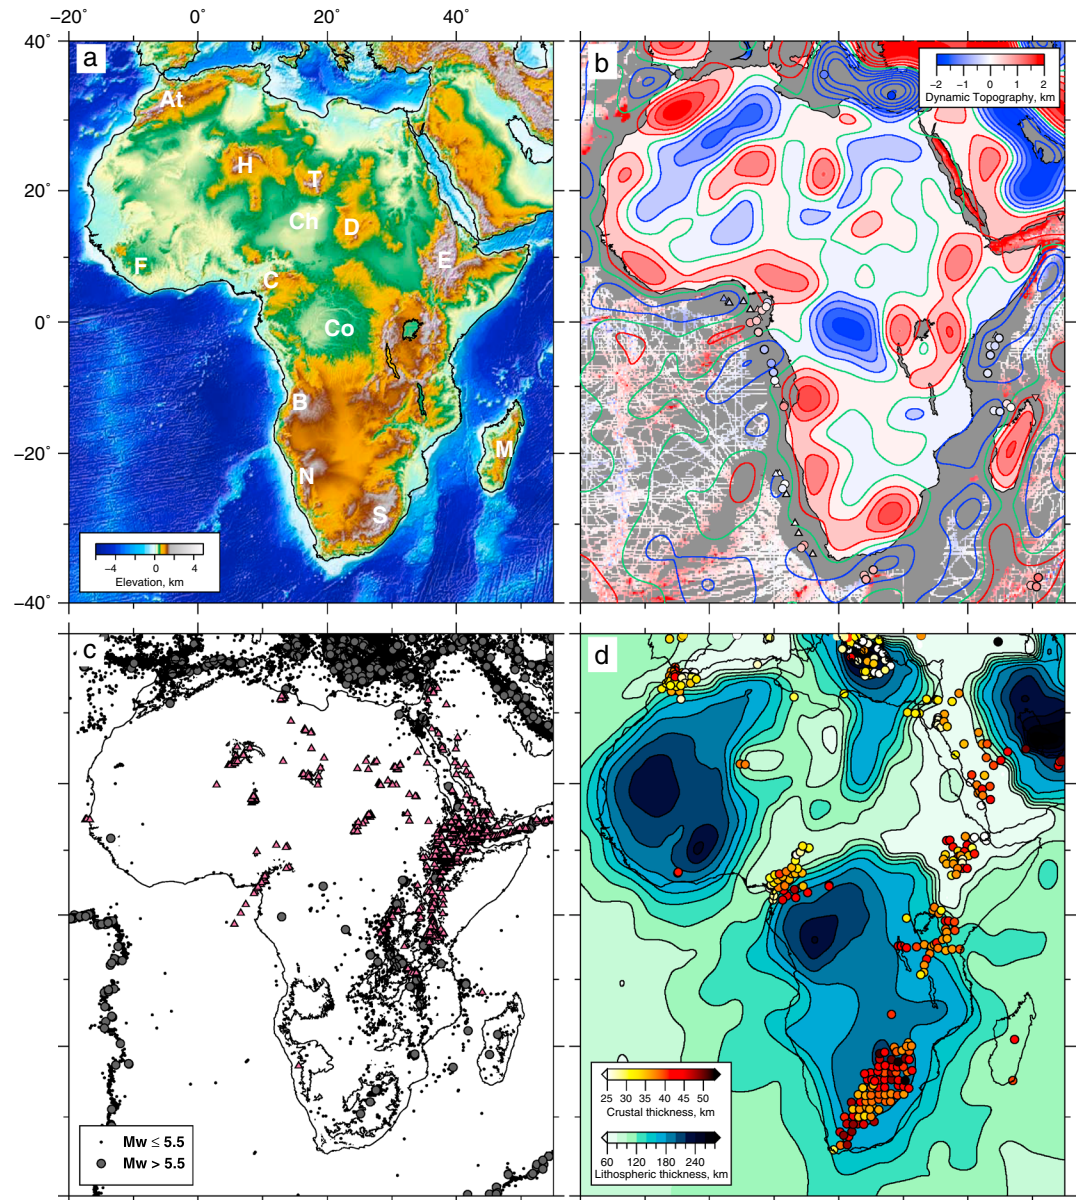 −20˚ 0˚ 20˚ 40˚
40˚
20˚
0˚
−20˚
−40˚
a
At
H
T
Ch
D
F
E
C
Co
B
M
N
S
−4 0 4
Elevation, km
b
−2 −1 0 1 2
Dynamic Topography, km
c
Mw ≤ 5.5
Mw > 5.5
d
25 30 35 40 45 50
Crustal thickness, km
60 120 180 240
Lithospheric thickness, km